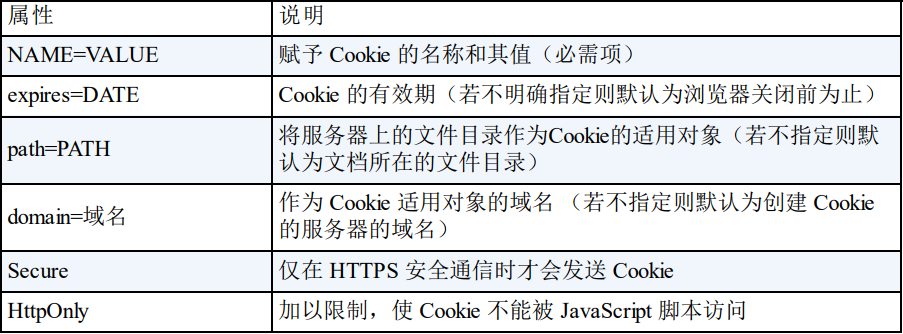 属性 说明
NAME=VALUE 赋予 Cookie 的名称和其值（必需项）
expires=DATE Cookie 的有效期（若不明确指定则默认为浏览器关闭前为止）
path=PATH 将服务器上的文件目录作为Cookie的适用对象（若不指定则默
认为文档所在的文件目录）
domain=域名 作为 Cookie 适用对象的域名 （若不指定则默认为创建 Cookie
的服务器的域名）
Secure 仅在 HTTPS 安全通信时才会发送 Cookie
HttpOnly 加以限制，使 Cookie 不能被 JavaScript 脚本访问